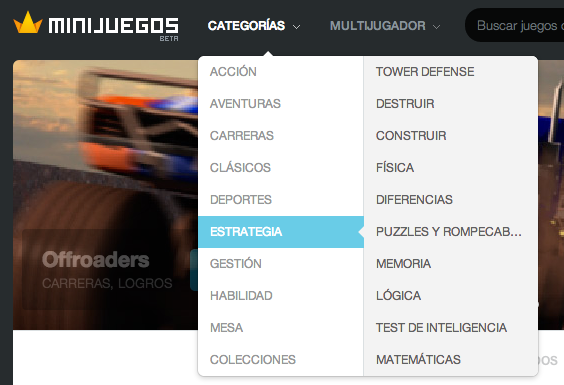 MINIJUEGOS
BETA
CATEGORÍAS
MULTIJUGADOR
Buscar juegos
ACCIÓN
AVENTURAS
CARRERAS
CLÁSICOS
DEPORTES
ESTRATEGIA
GESTIÓN
HABILIDAD
MESA
COLECCIONES
TOWER DEFENSE
DESTRUIR
CONSTRUIR
FÍSICA
DIFERENCIAS
PUZZLES Y ROMPECAB...
MEMORIA
LÓGICA
TEST DE INTELIGENCIA
MATEMÁTICAS
Offroaders
CARRERAS, LOGROS